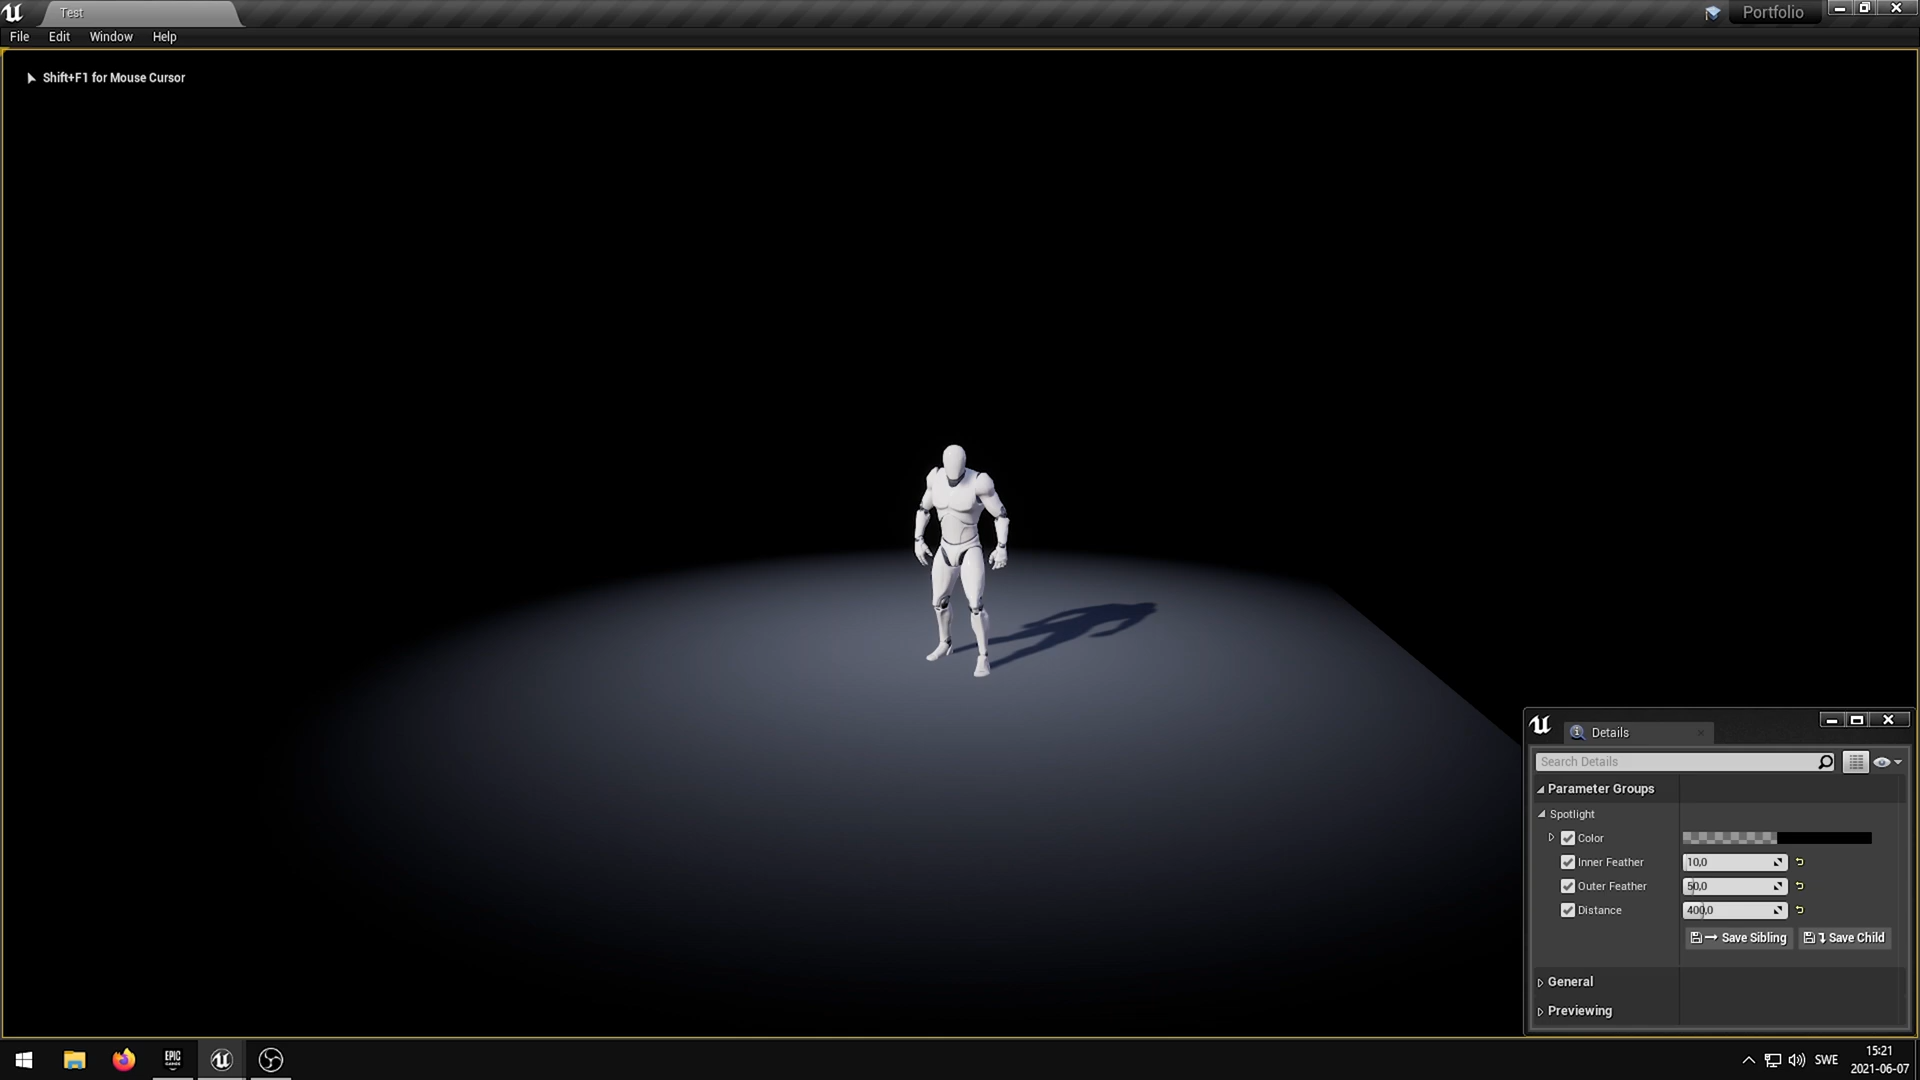 Test
Portfolio
File Edit Window Help
Shift+F1 for Mouse Cursor
Details
Search Details
Parameter Groups
Spotlight
Color
Inner Feather 10,0
Outer Feather 50,0
Distance 400,0
Save Sibling Save Child
General
Previewing
EPIC
GAMES
SWE
15:21
2021-06-07